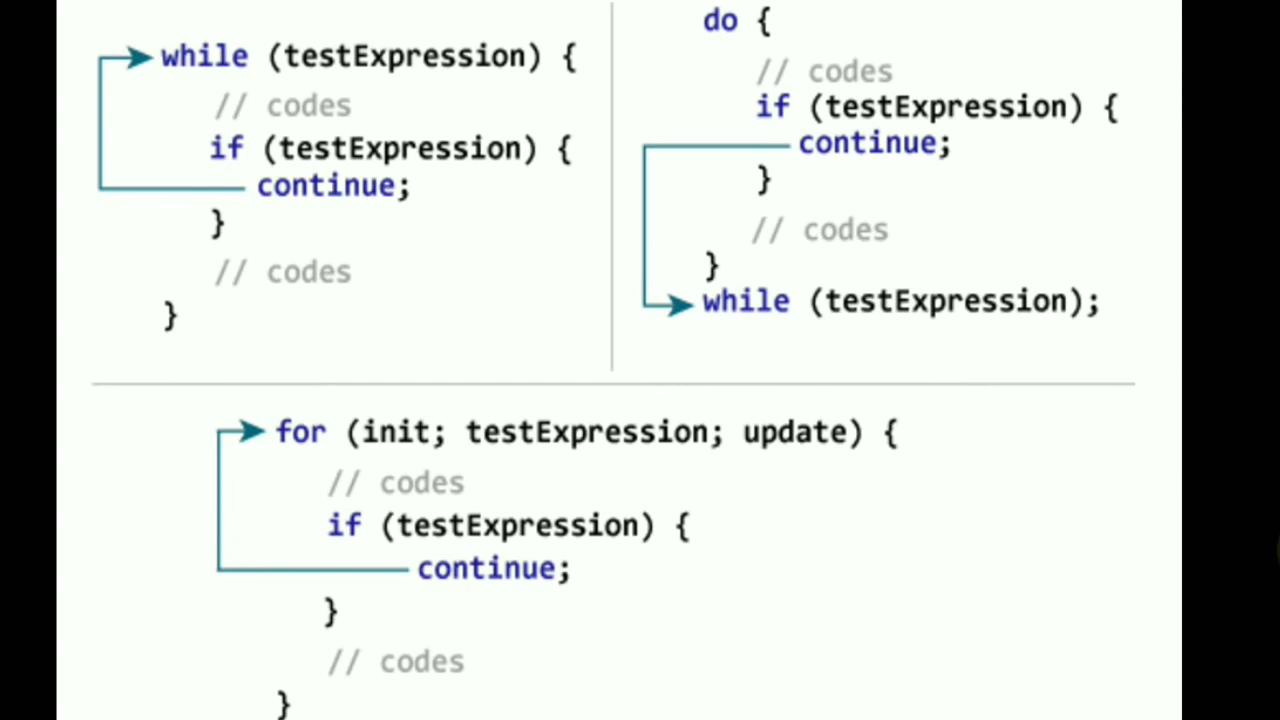 while (testExpression) {
// codes
if (testExpression) {
continue;
}
// codes
}
do {
// codes
if (testExpression) {
continue;
}
// codes
}
while (testExpression);
for (init; testExpression; update) {
// codes
if (testExpression) {
continue;
}
// codes
}